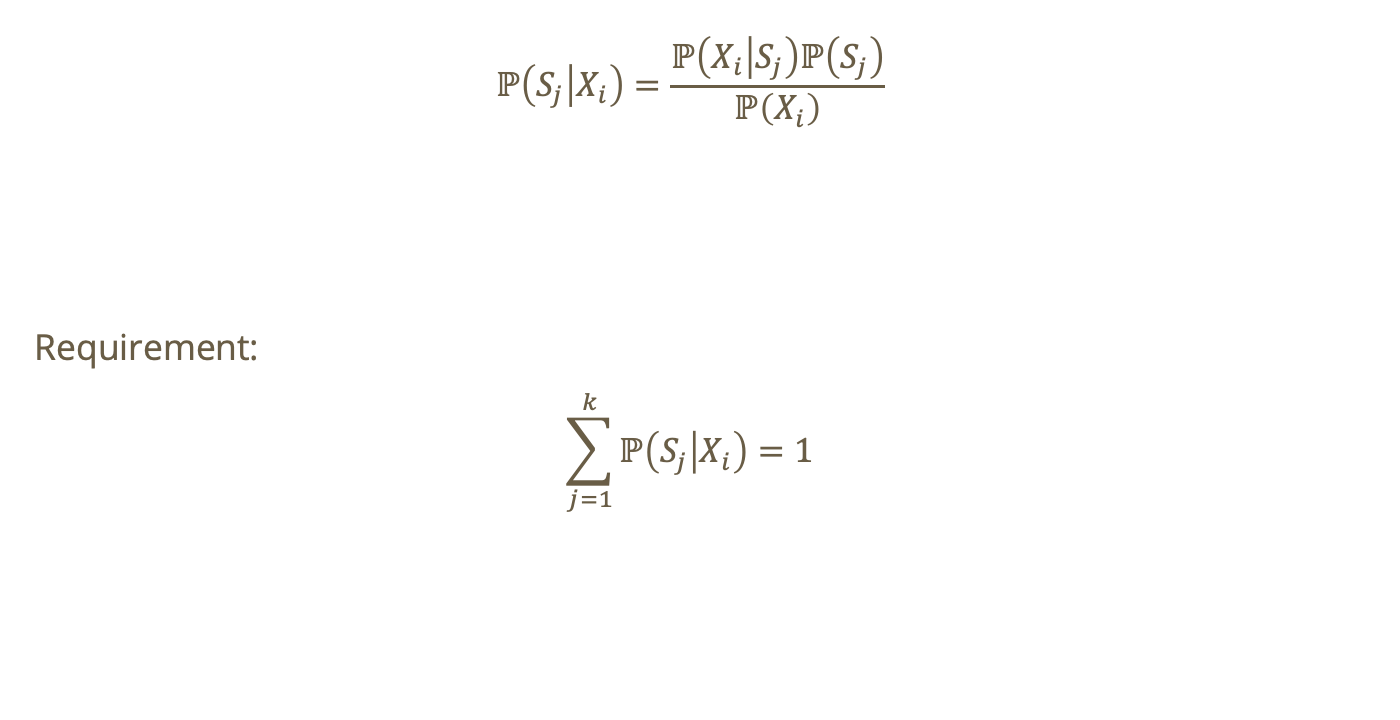 ℙ(S_j|X_i) = ℙ(X_i|S_j)ℙ(S_j) / ℙ(X_i)
Requirement:
∑_{j=1}^{k} ℙ(S_j|X_i) = 1